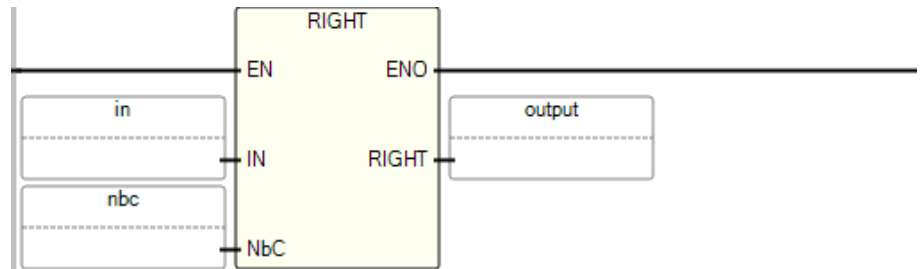 RIGHT
EN ENO
in output
IN RIGHT
nbc
NbC